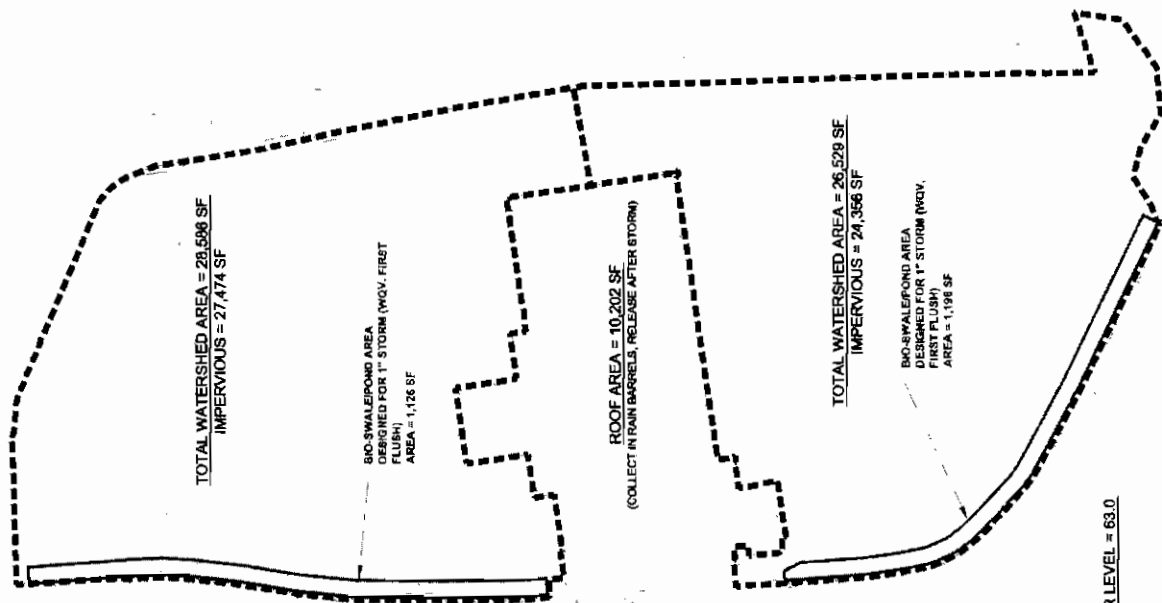 TOTAL WATERSHED AREA = 28,586 SF
IMPERVIOUS = 27,474 SF
BIO-SWALE/POND AREA
DESIGNED FOR 1" STORM (WQV, FIRST
FLUSH)
AREA = 1,126 SF
ROOF AREA = 10,202 SF
(COLLECT IN RAIN BARRELS, RELEASE AFTER STORM)
TOTAL WATERSHED AREA = 26,529 SF
IMPERVIOUS = 24,356 SF
BIO-SWALE/POND AREA
DESIGNED FOR 1" STORM (WQV,
FIRST FLUSH)
AREA = 1,198 SF
R LEVEL = 63.0